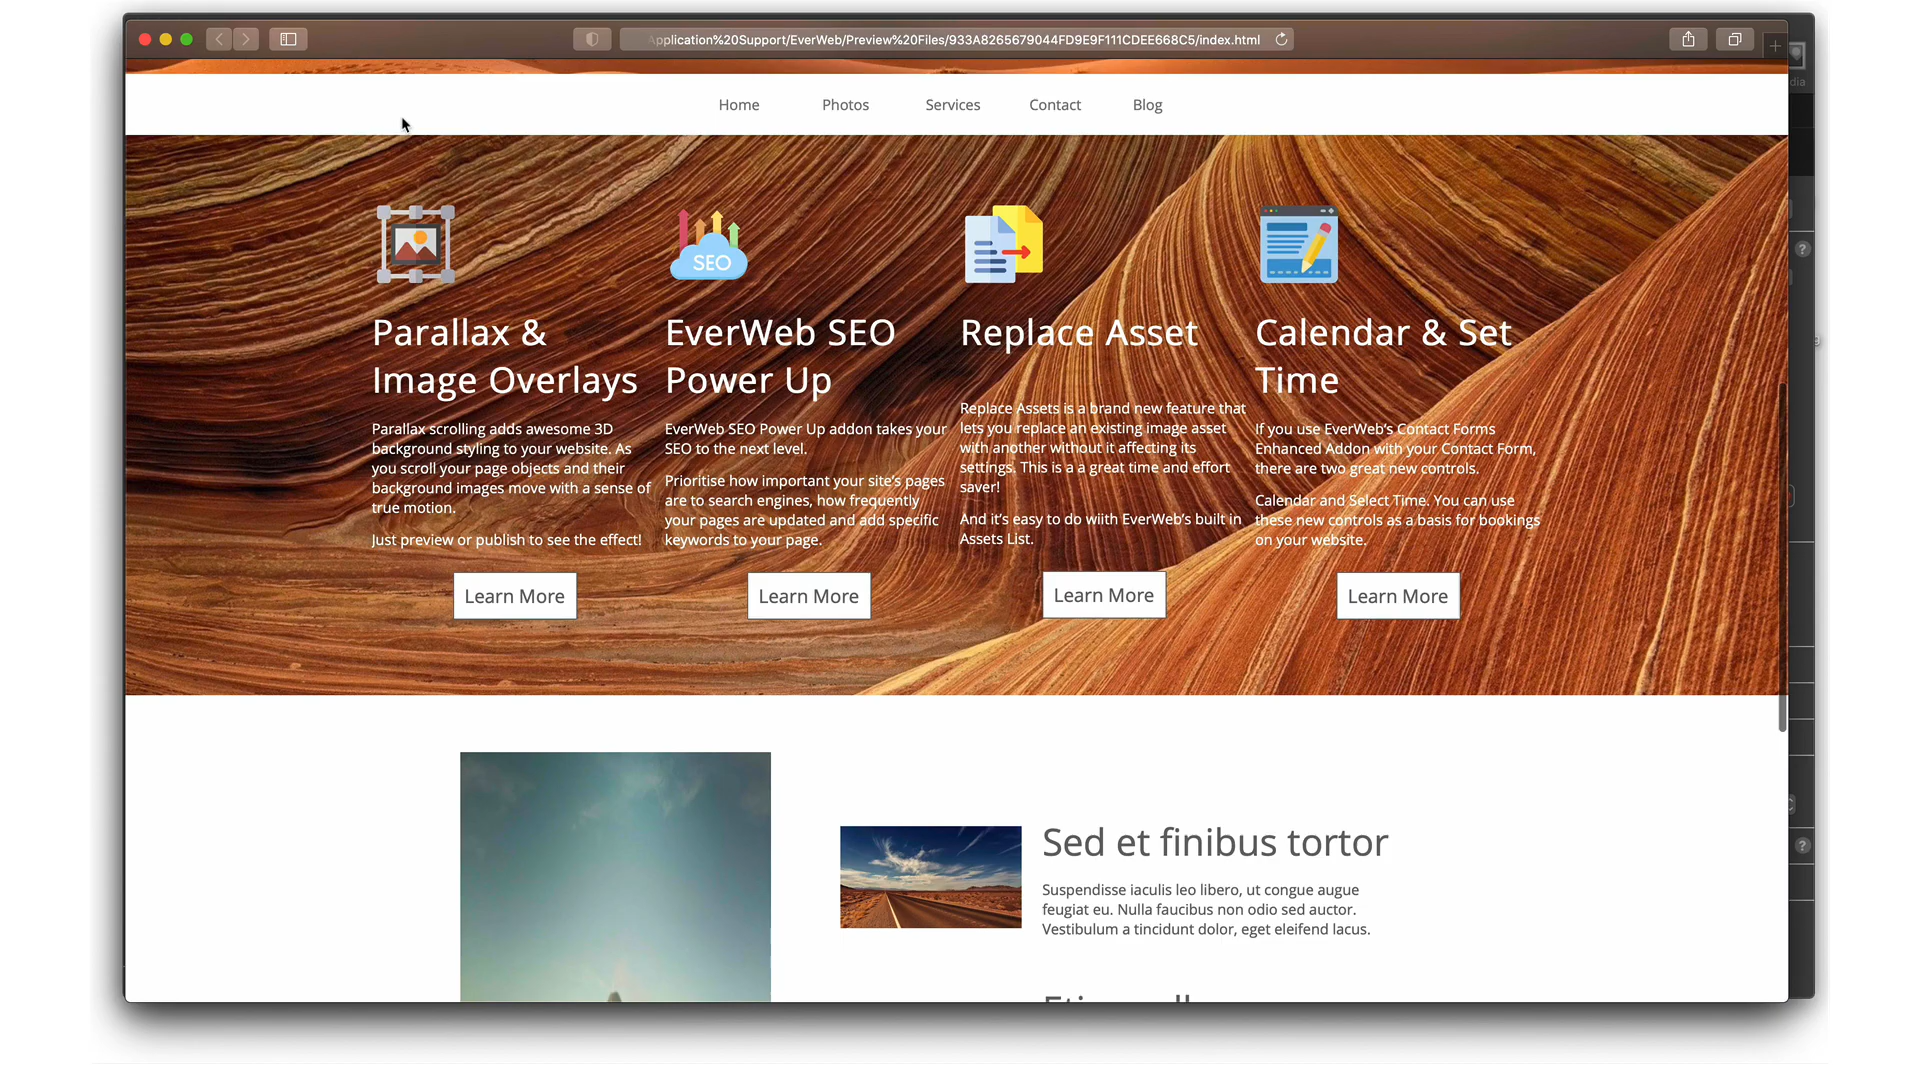 Application%20Support/EverWeb/Preview%20Files/933A8265679044FD9E9F111CDEE668C5/index.html
dia
Home
Photos
Services
Contact
Blog
SEO
Parallax &
Image Overlays
Parallax scrolling adds awesome 3D
background styling to your website. As
you scroll your page objects and their
background images move with a sense of
true motion.
Just preview or publish to see the effect!
Learn More
EverWeb SEO
Power Up
EverWeb SEO Power Up addon takes your
SEO to the next level.
Prioritise how important your site's pages
are to search engines, how frequently
your pages are updated and add specific
keywords to your page.
Learn More
Replace Asset
Replace Assets is a brand new feature that
lets you replace an existing image asset
with another without it affecting its
settings. This is a a great time and effort
saver!
And it's easy to do wiith EverWeb's built in
Assets List.
Learn More
Calendar & Set
Time
If you use EverWeb's Contact Forms
Enhanced Addon with your Contact Form,
there are two great new controls.
Calendar and Select Time. You can use
these new controls as a basis for bookings
on your website.
Learn More
Sed et finibus tortor
Suspendisse iaculis leo libero, ut congue augue
feugiat eu. Nulla faucibus non odio sed auctor.
Vestibulum a tincidunt dolor, eget eleifend lacus.